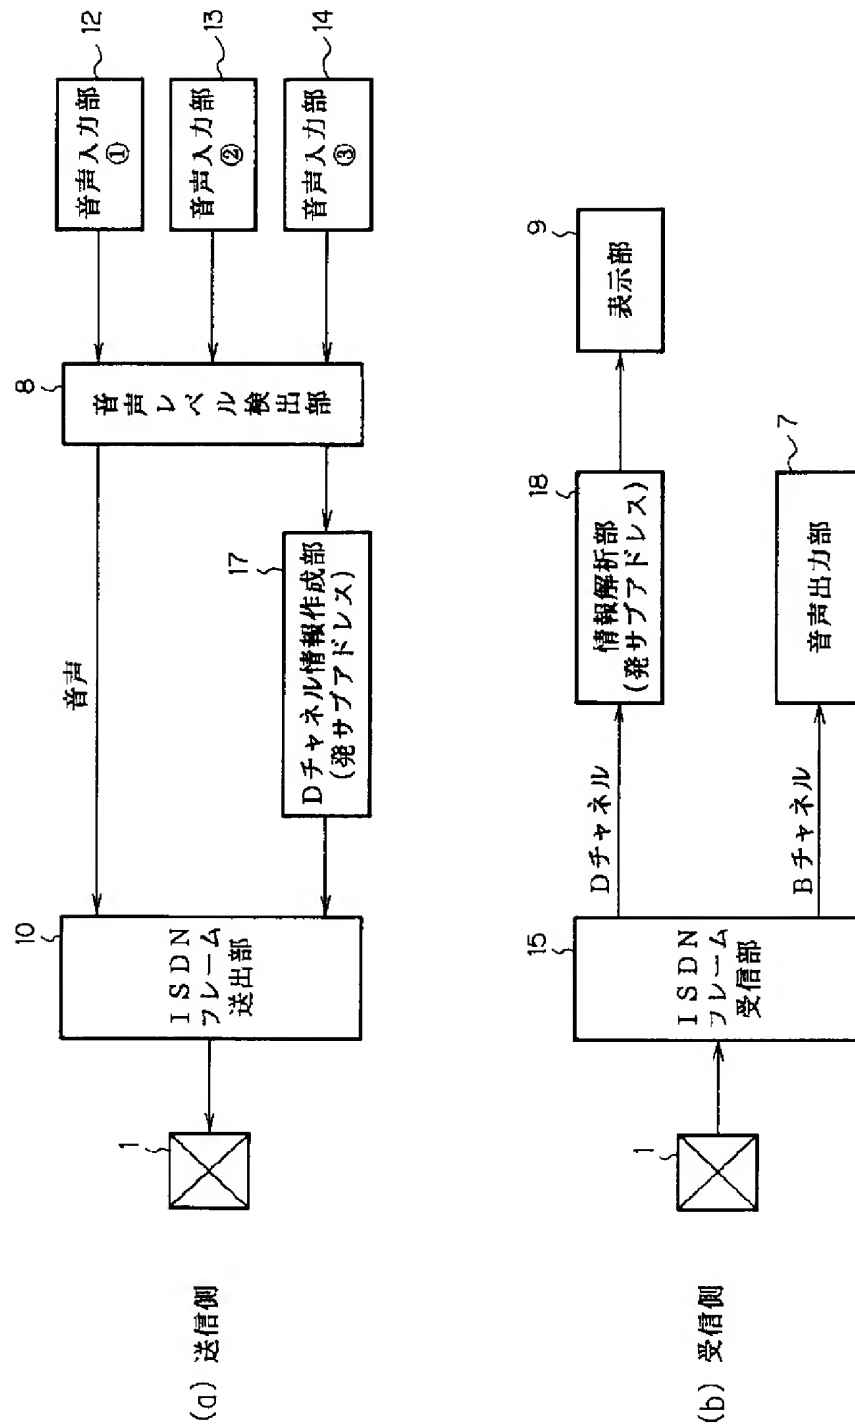 (a) 送信側
1
10
ISDN
フレーム
送出部
音声
17
Dチャネル情報作成部
(発サブアドレス)
8
音声レベル検出部
12
音声入力部
①
13
音声入力部
②
14
音声入力部
③
(b) 受信側
1
15
ISDN
フレーム
受信部
Dチャネル
Bチャネル
18
情報解析部
(発サブアドレス)
9
表示部
7
音声出力部